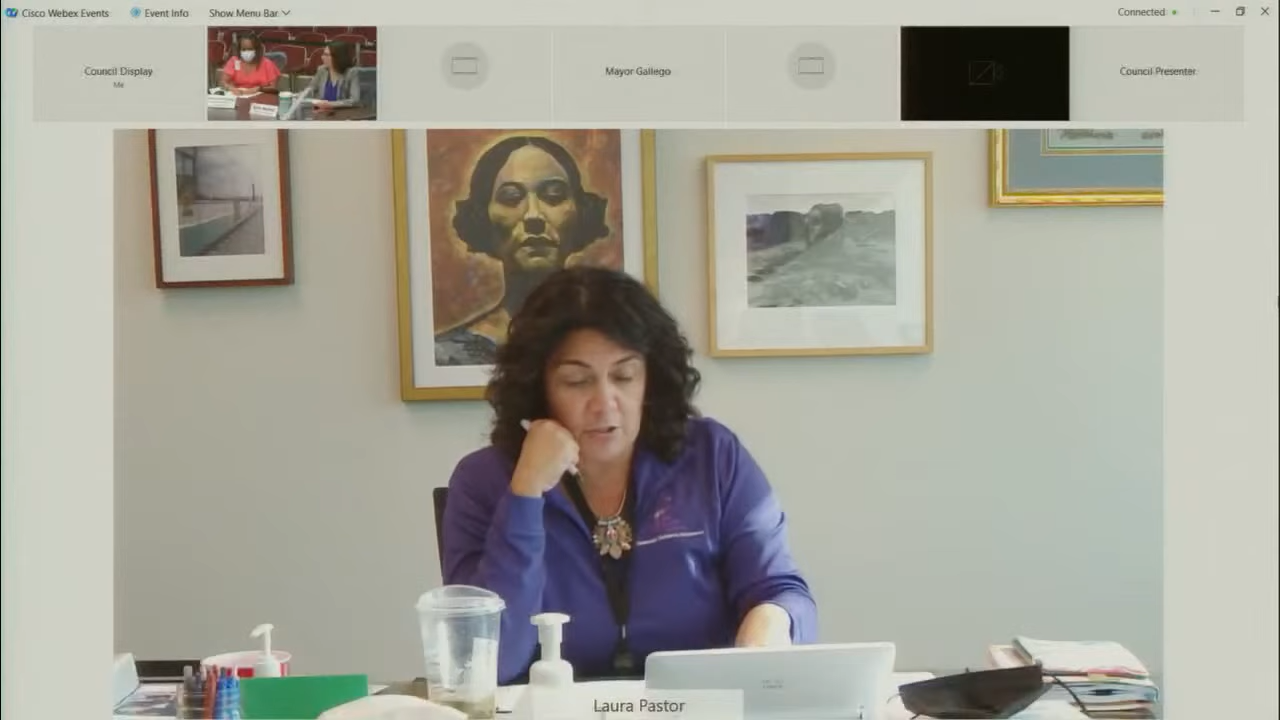 Cisco Webex Events
Event Info
Show Menu Bar
Connected
Council Display
Me
Mayor Gallego
Council Presenter
Laura Pastor